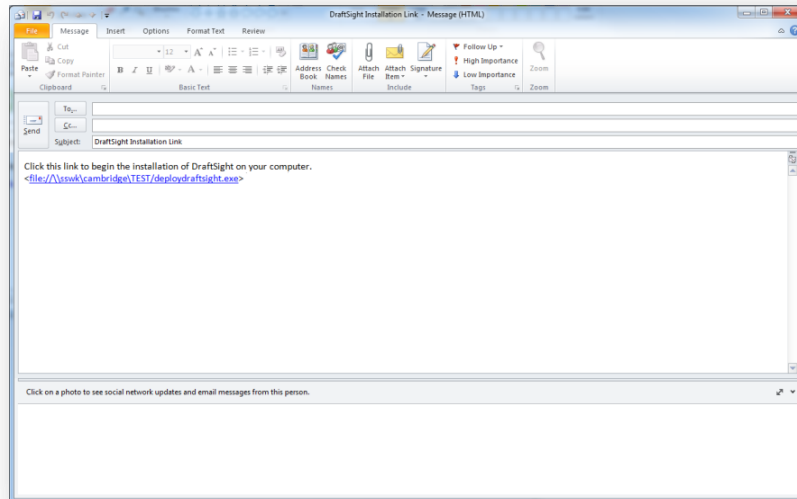 DraftSight Installation Link - Message (HTML)
File Message Insert Options Format Text Review
Cut
Copy
Format Painter
Paste
Clipboard
12
B I U
Basic Text
Address Book
Check Names
Names
Attach File
Attach Item
Signature
Include
Follow Up
High Importance
Low Importance
Tags
Zoom
Zoom
Send
To...
Cc...
Subject: DraftSight Installation Link
Click this link to begin the installation of DraftSight on your computer.
<file://\\sswk\cambridge\TEST/deploydraftsight.exe>
Click on a photo to see social network updates and email messages from this person.